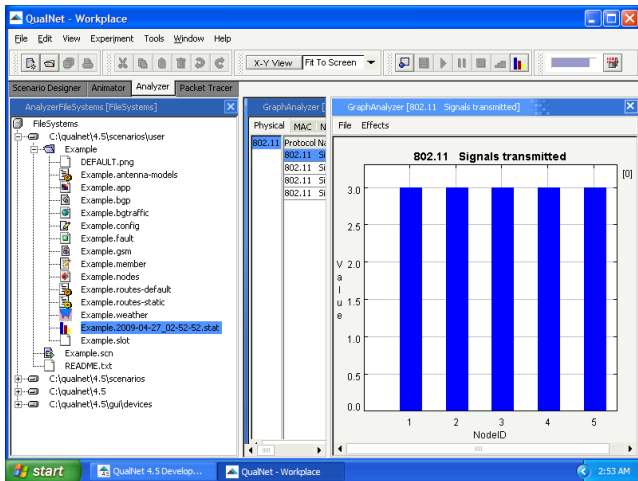 QualNet - Workplace
File Edit View Experiment Tools Window Help
X-Y View Fit To Screen
Scenario Designer Animator Analyzer Packet Tracer
AnalyzerFileSystems [FileSystems]
FileSystems
C:\qualnet\4.5\scenarios\user
Example
DEFAULT.png
Example.antenna-models
Example.app
Example.bgp
Example.bgtraffic
Example.config
Example.fault
Example.gsm
Example.member
Example.nodes
Example.routes-default
Example.routes-static
Example.weather
Example.2009-04-27_02-52-52.stat
Example.slot
Example.scn
README.txt
C:\qualnet\4.5\scenarios
C:\qualnet\4.5
C:\qualnet\4.5\gui\devices
GraphAnalyzer [
Physical MAC N
802.11 Protocol Na
802.11 Si
802.11 Si
802.11 Si
802.11 Si
GraphAnalyzer [802.11 Signals transmitted]
File Effects
802.11 Signals transmitted
[0]
3.0
2.5
2.0
1.5
1.0
0.5
0.0
Value
1 2 3 4 5
NodeID
start
QualNet 4.5 Develop...
QualNet - Workplace
2:53 AM